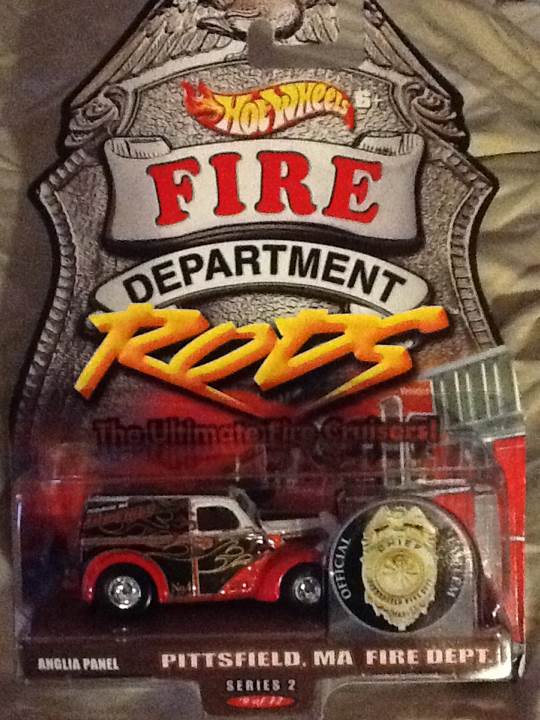 HOT WHEELS 6+
FIRE
DEPARTMENT
RODS
The Ultimate Fire Cruisers!
OFFICIAL
CHIEF
ANGLIA PANEL
PITTSFIELD, MA FIRE DEPT.
SERIES 2